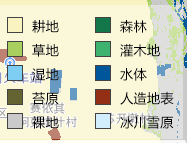 耕地 森林
草地 灌木地
湿地 水体
苔原 人造地表
裸地 冰川雪原